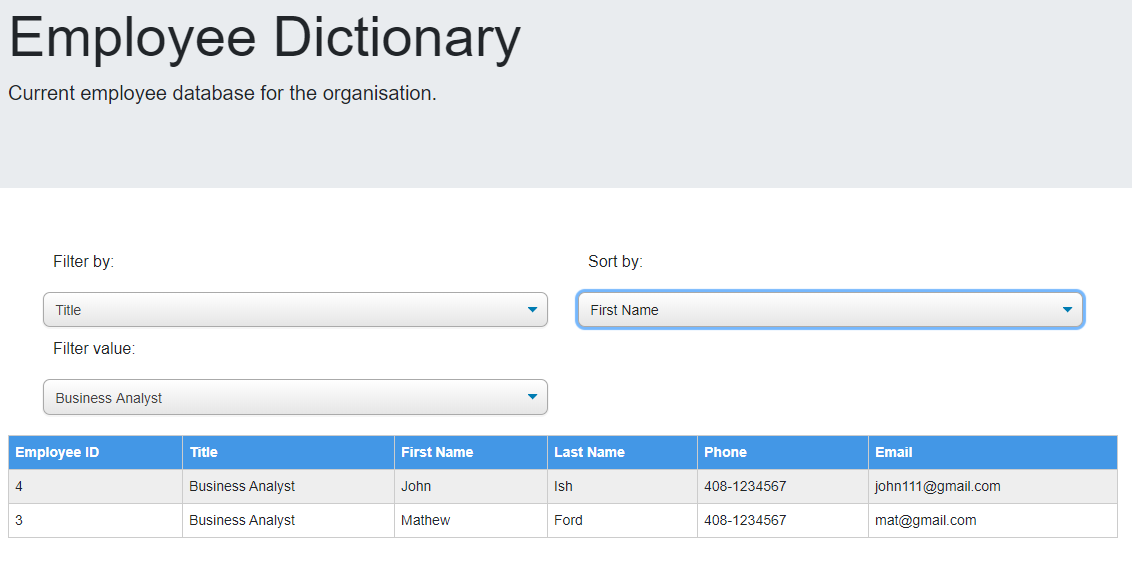 Employee Dictionary
Current employee database for the organisation.
Filter by:
Sort by:
Title
First Name
Filter value:
Business Analyst
Employee ID Title First Name Last Name Phone Email
4 Business Analyst John Ish 408-1234567 john111@gmail.com
3 Business Analyst Mathew Ford 408-1234567 mat@gmail.com